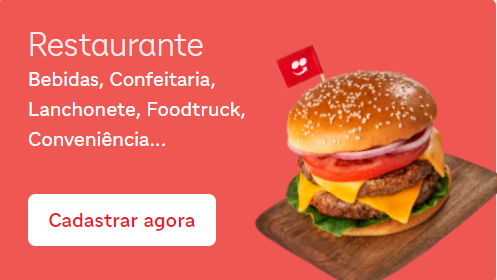 Restaurante
Bebidas, Confeitaria,
Lanchonete, Foodtruck,
Conveniência...
Cadastrar agora